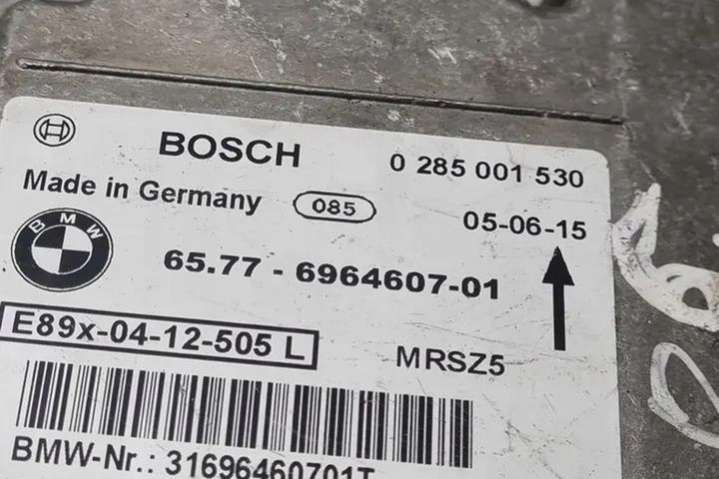 BOSCH 0 285 001 530
Made in Germany 085 05-06-15
BMW 65.77 - 6964607-01
E89x-04-12-505 L MRSZ5
BMW-Nr.: 31696460701T